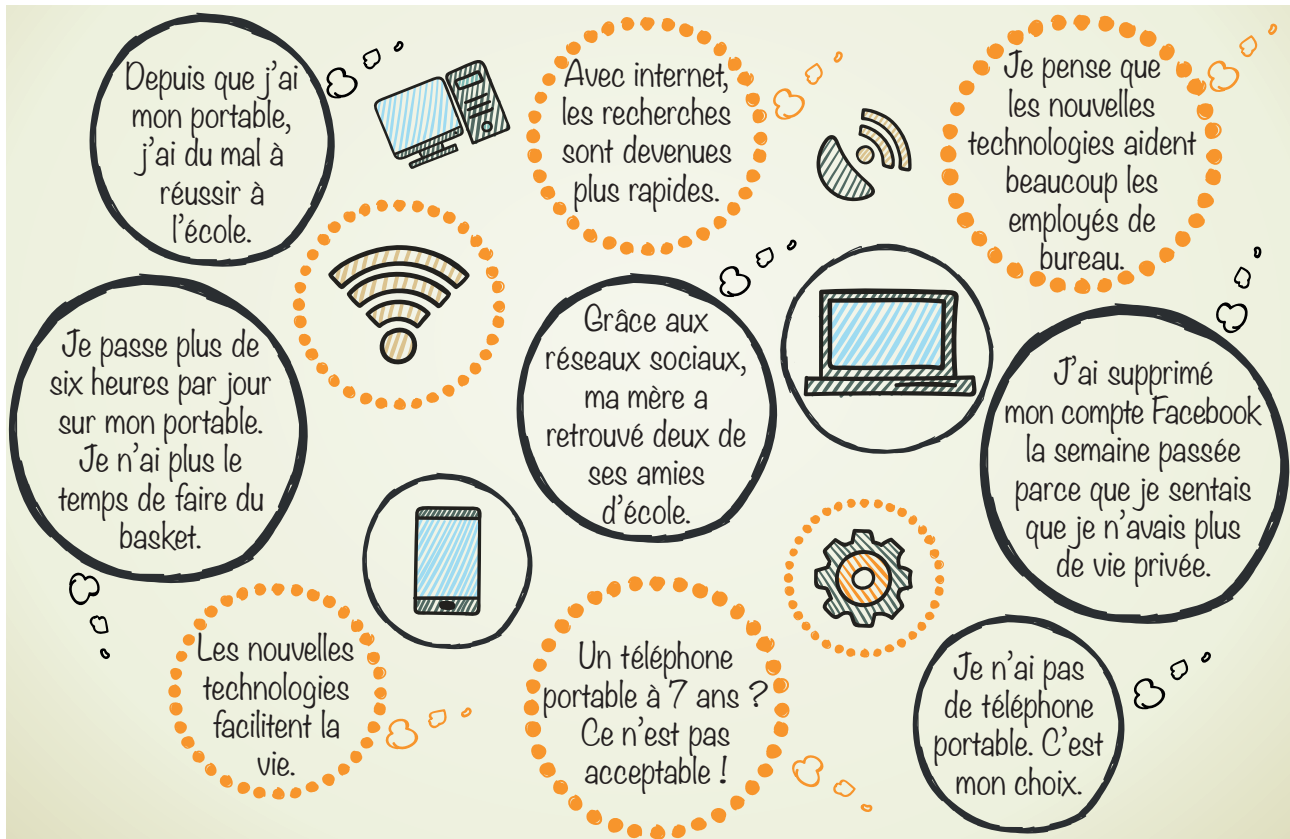 Depuis que j'ai
mon portable,
j'ai du mal à
réussir à
l'école.
Avec internet,
les recherches
sont devenues
plus rapides.
Je pense que
les nouvelles
technologies aident
beaucoup les
employés de
bureau.
Je passe plus de
six heures par jour
sur mon portable.
Je n'ai plus le
temps de faire du
basket.
Grâce aux
réseaux sociaux,
ma mère a
retrouvé deux de
ses amies
d'école.
J'ai supprimé
mon compte Facebook
la semaine passée
parce que je sentais
que je n'avais plus
de vie privée.
Les nouvelles
technologies
facilitent la
vie.
Un téléphone
portable à 7 ans ?
Ce n'est pas
acceptable !
Je n'ai pas
de téléphone
portable. C'est
mon choix.